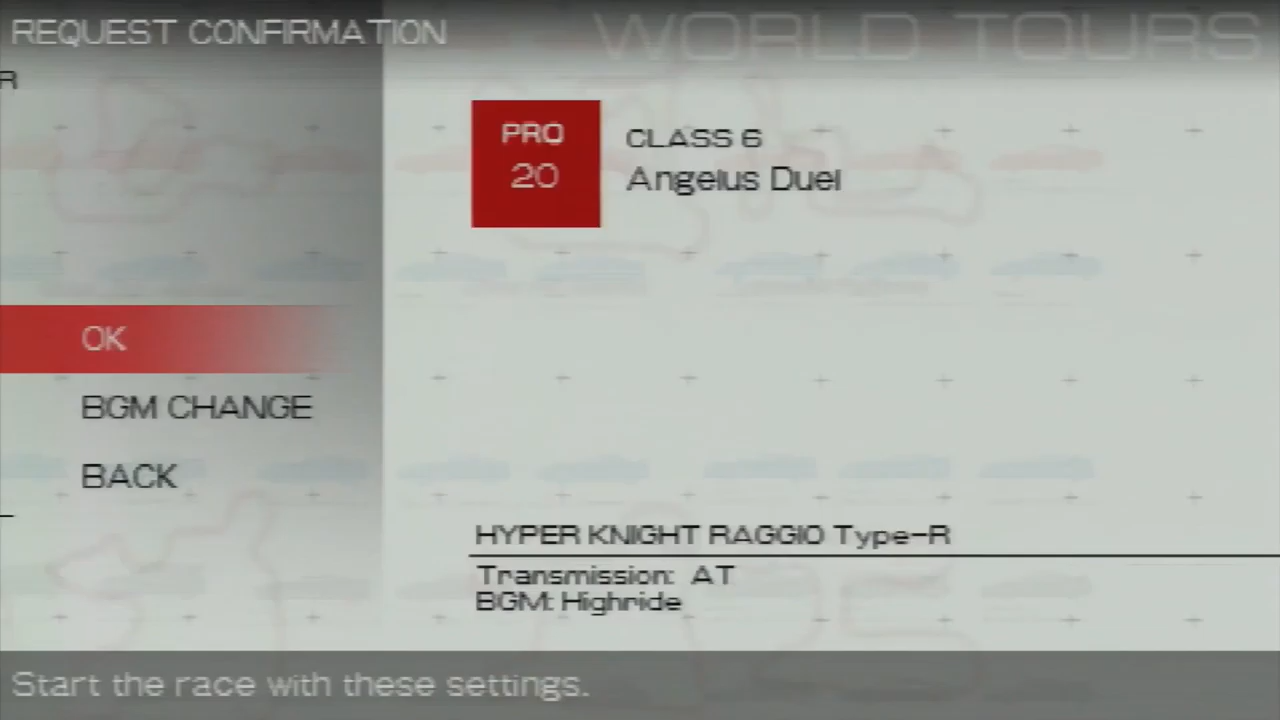 REQUEST CONFIRMATION
WORLD TOURS
R
PRO
20
CLASS 6
Angelus Duel
OK
BGM CHANGE
BACK
HYPER KNIGHT RAGGIO Type-R
Transmission: AT
BGM: Highride
Start the race with these settings.